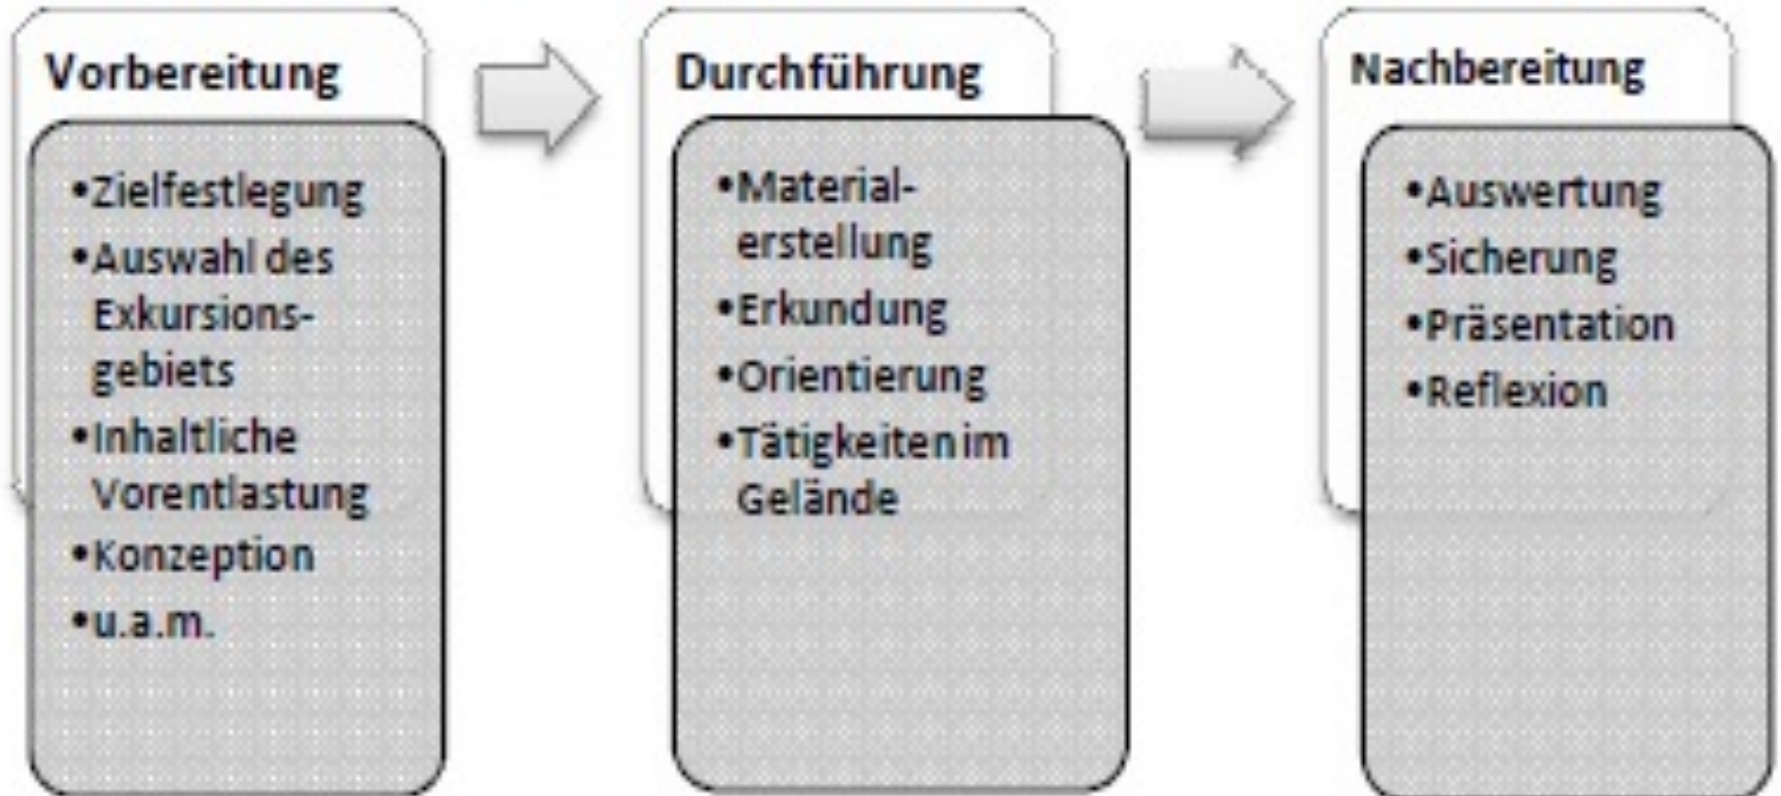 Vorbereitung
•Zielfestlegung
•Auswahl des
Exkursions-
gebiets
•Inhaltliche
Vorentlastung
•Konzeption
•u.a.m.
Durchführung
•Material-
erstellung
•Erkundung
•Orientierung
•Tätigkeiten im
Gelände
Nachbereitung
•Auswertung
•Sicherung
•Präsentation
•Reflexion